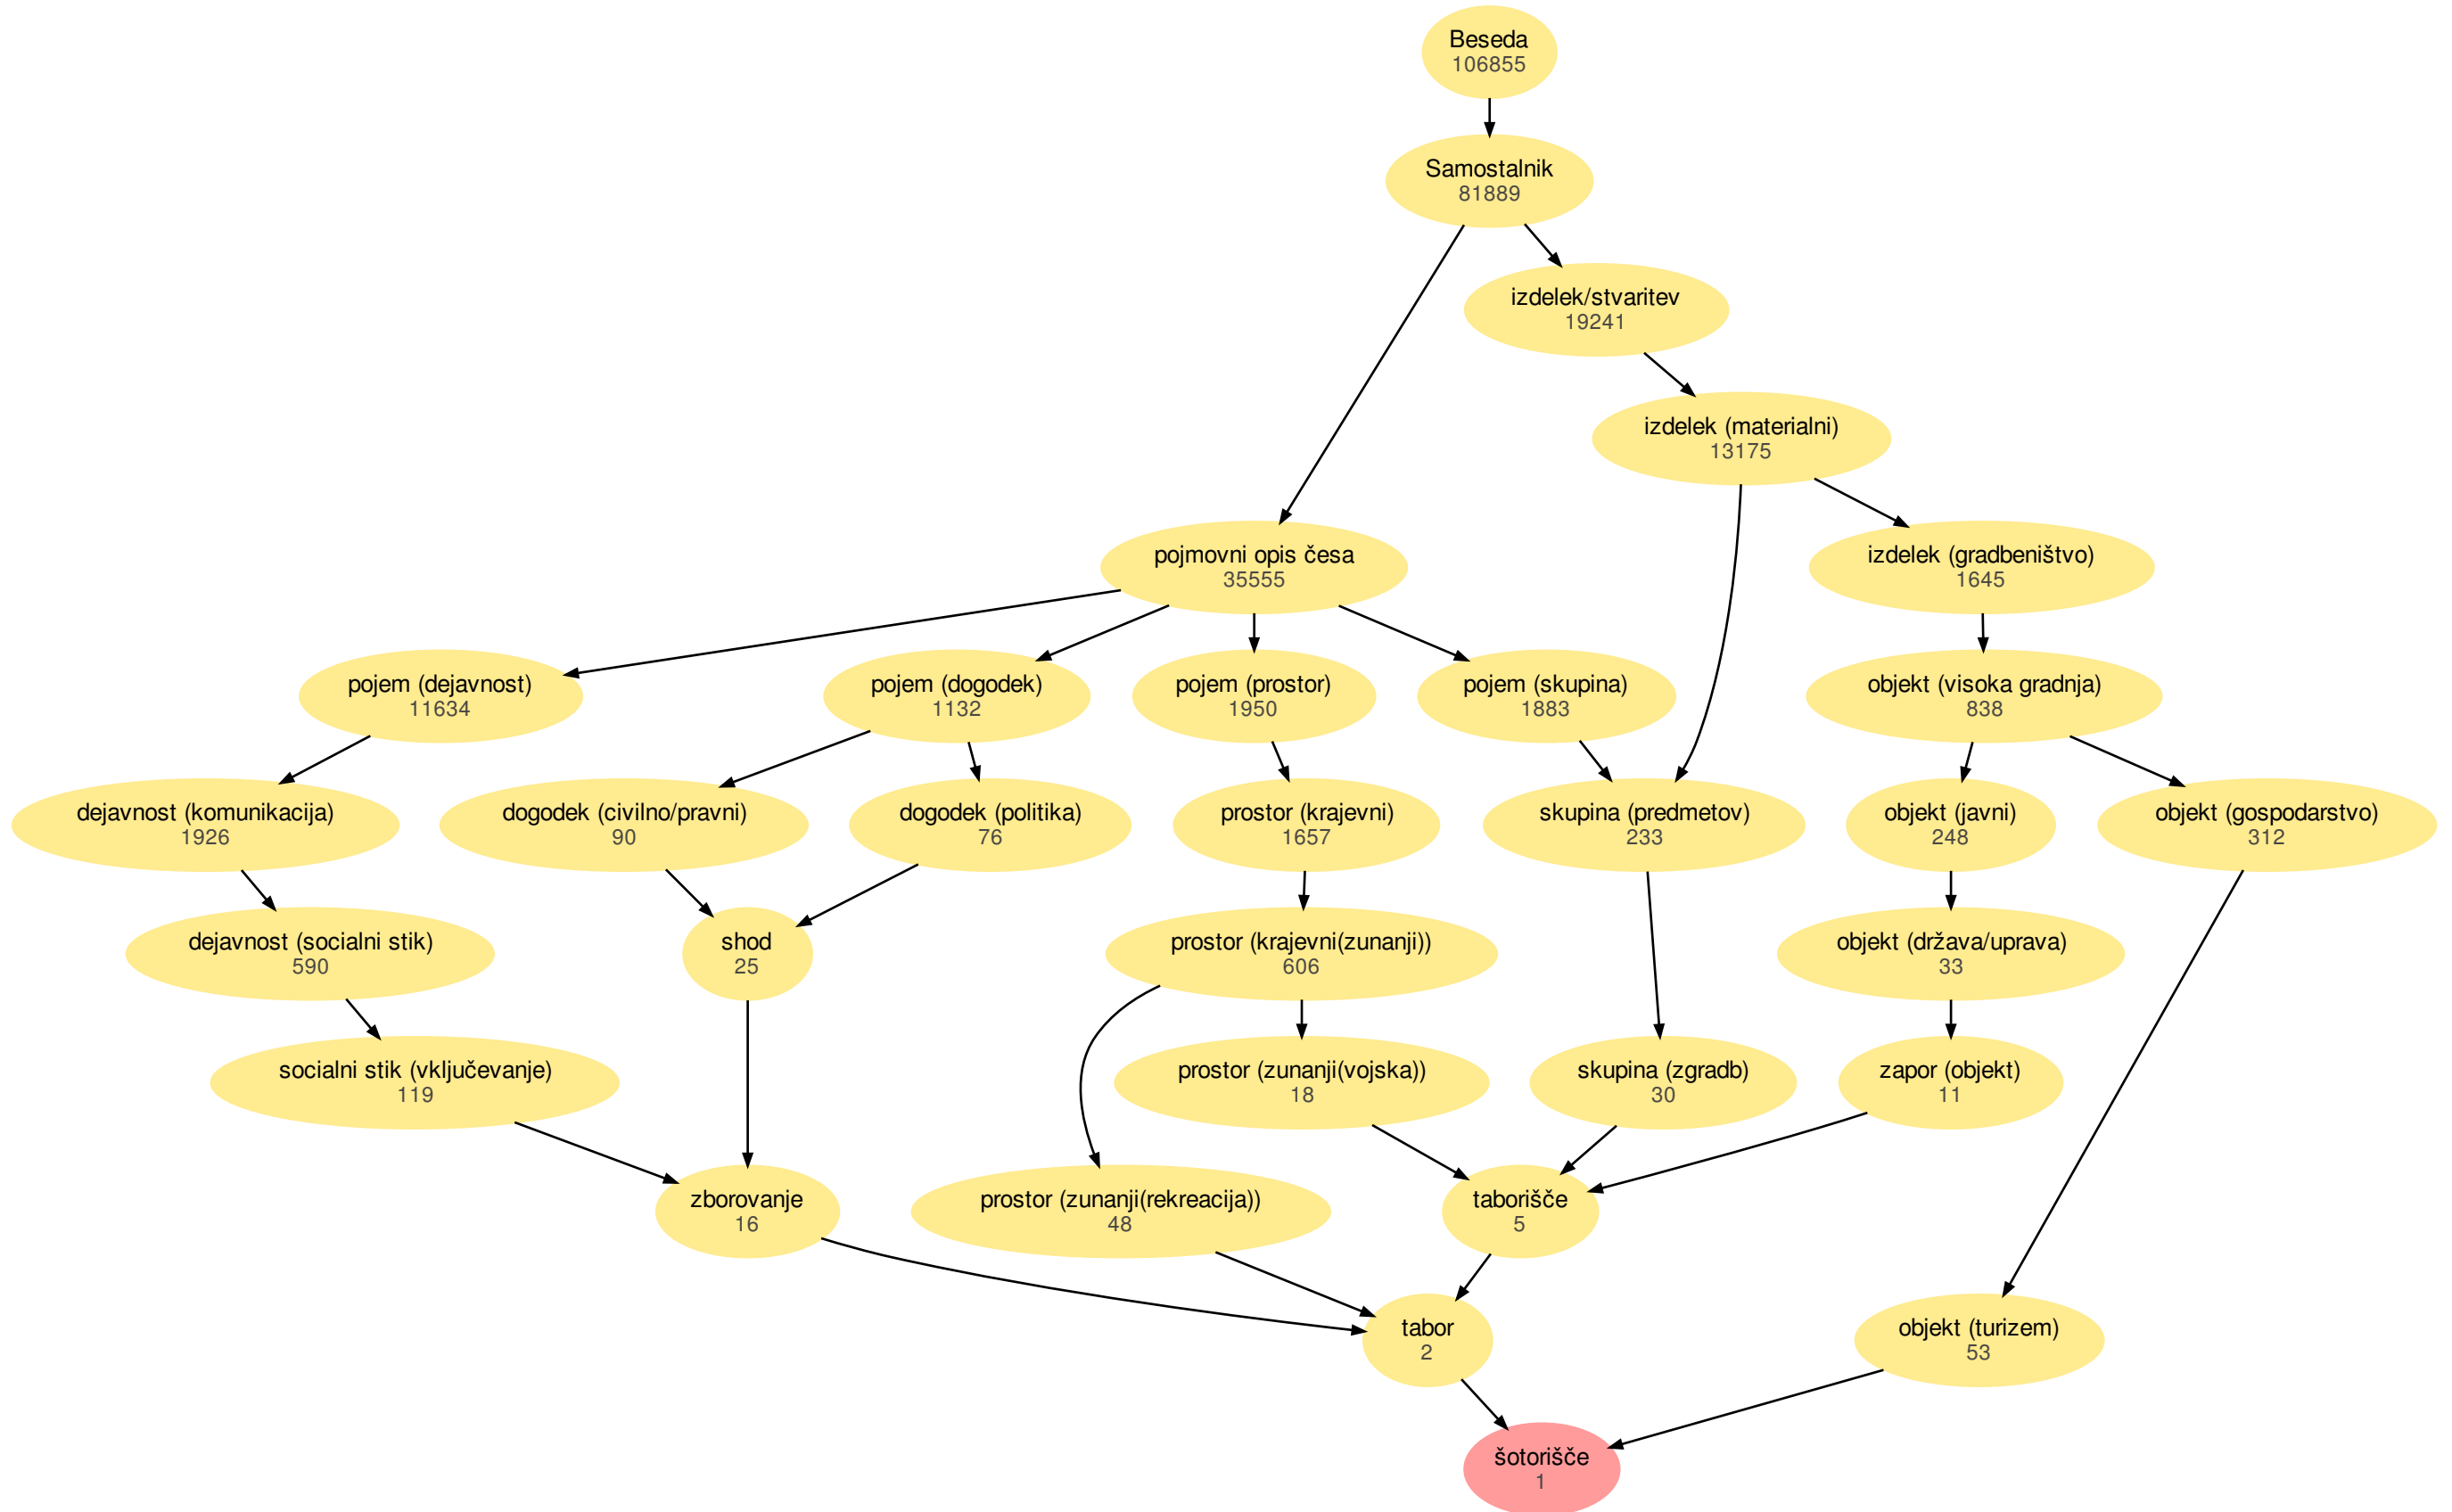 Beseda
106855
Samostalnik
81889
izdelek/stvaritev
19241
izdelek (materialni)
13175
pojmovni opis česa
35555
izdelek (gradbeništvo)
1645
pojem (dejavnost)
11634
pojem (dogodek)
1132
pojem (prostor)
1950
pojem (skupina)
1883
objekt (visoka gradnja)
838
dejavnost (komunikacija)
1926
dogodek (civilno/pravni)
90
dogodek (politika)
76
prostor (krajevni)
1657
skupina (predmetov)
233
objekt (javni)
248
objekt (gospodarstvo)
312
dejavnost (socialni stik)
590
shod
25
prostor (krajevni(zunanji))
606
objekt (država/uprava)
33
socialni stik (vključevanje)
119
prostor (zunanji(vojska))
18
skupina (zgradb)
30
zapor (objekt)
11
zborovanje
16
prostor (zunanji(rekreacija))
48
taborišče
5
tabor
2
objekt (turizem)
53
šotorišče
1